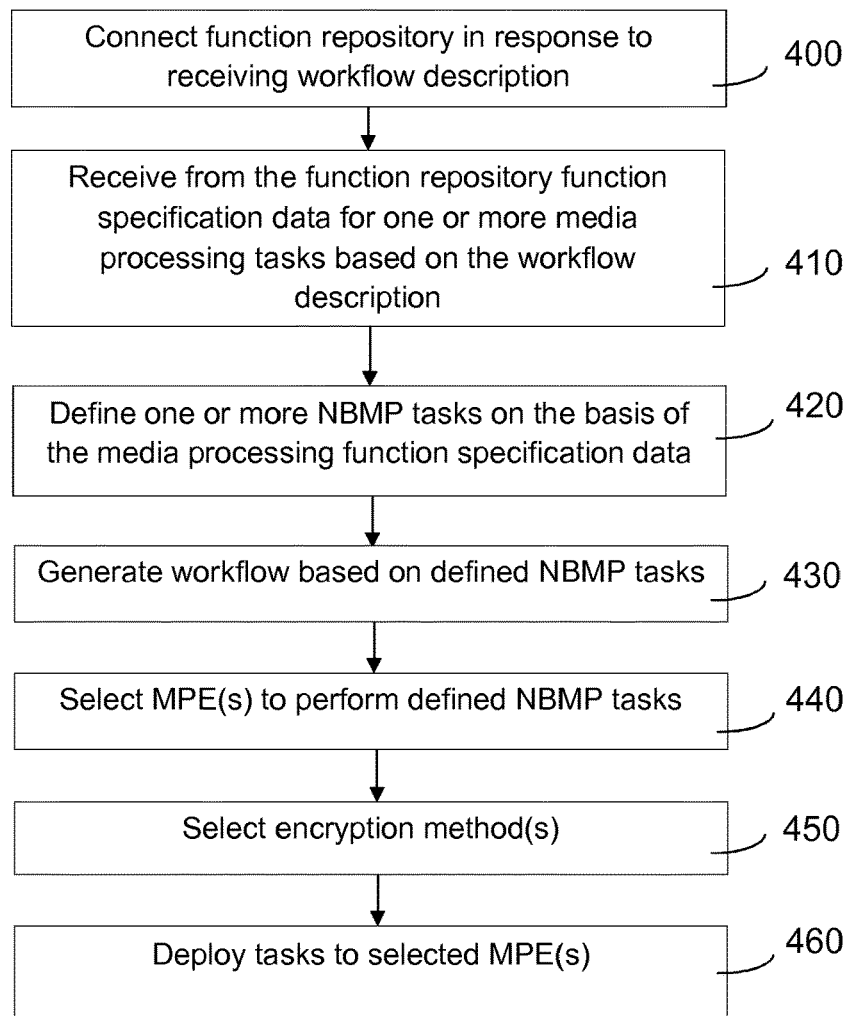 Connect function repository in response to
receiving workflow description
400
Receive from the function repository function
specification data for one or more media
processing tasks based on the workflow
description
410
Define one or more NBMP tasks on the basis of
the media processing function specification data
420
Generate workflow based on defined NBMP tasks
430
Select MPE(s) to perform defined NBMP tasks
440
Select encryption method(s)
450
Deploy tasks to selected MPE(s)
460